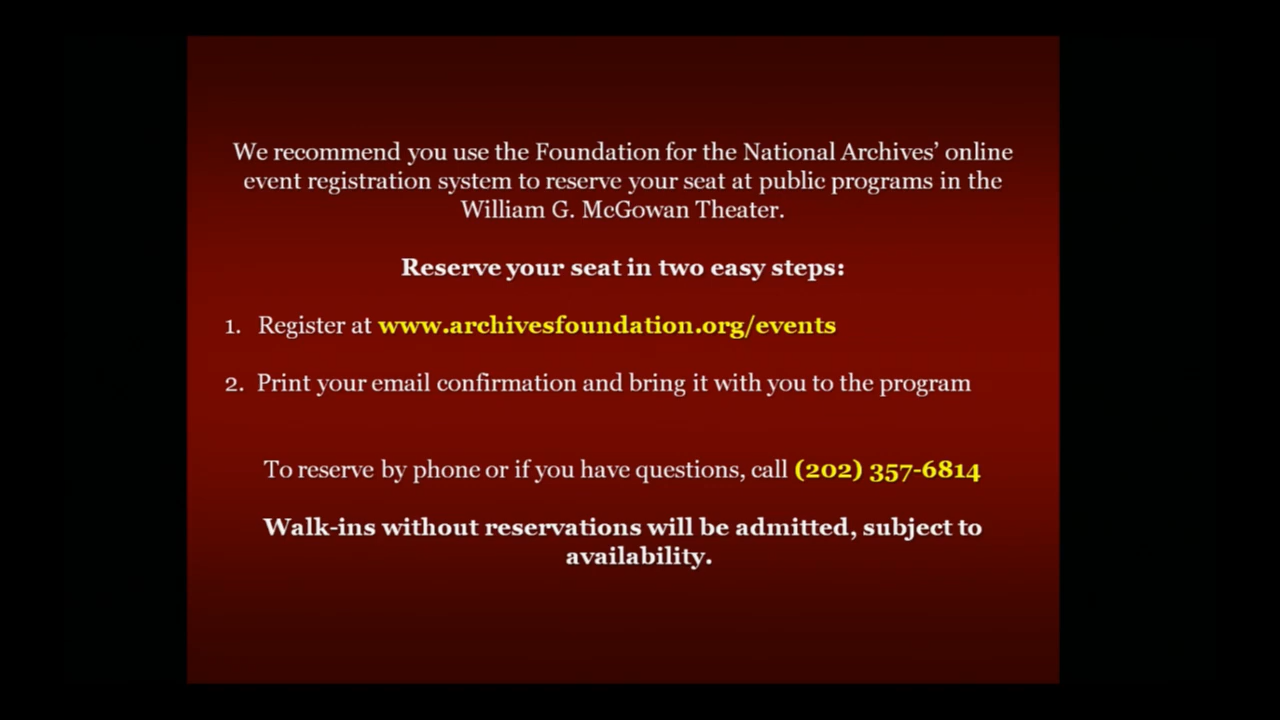 We recommend you use the Foundation for the National Archives’ online
event registration system to reserve your seat at public programs in the
William G. McGowan Theater.
Reserve your seat in two easy steps:
1. Register at www.archivesfoundation.org/events
2. Print your email confirmation and bring it with you to the program
To reserve by phone or if you have questions, call (202) 357-6814
Walk-ins without reservations will be admitted, subject to
availability.